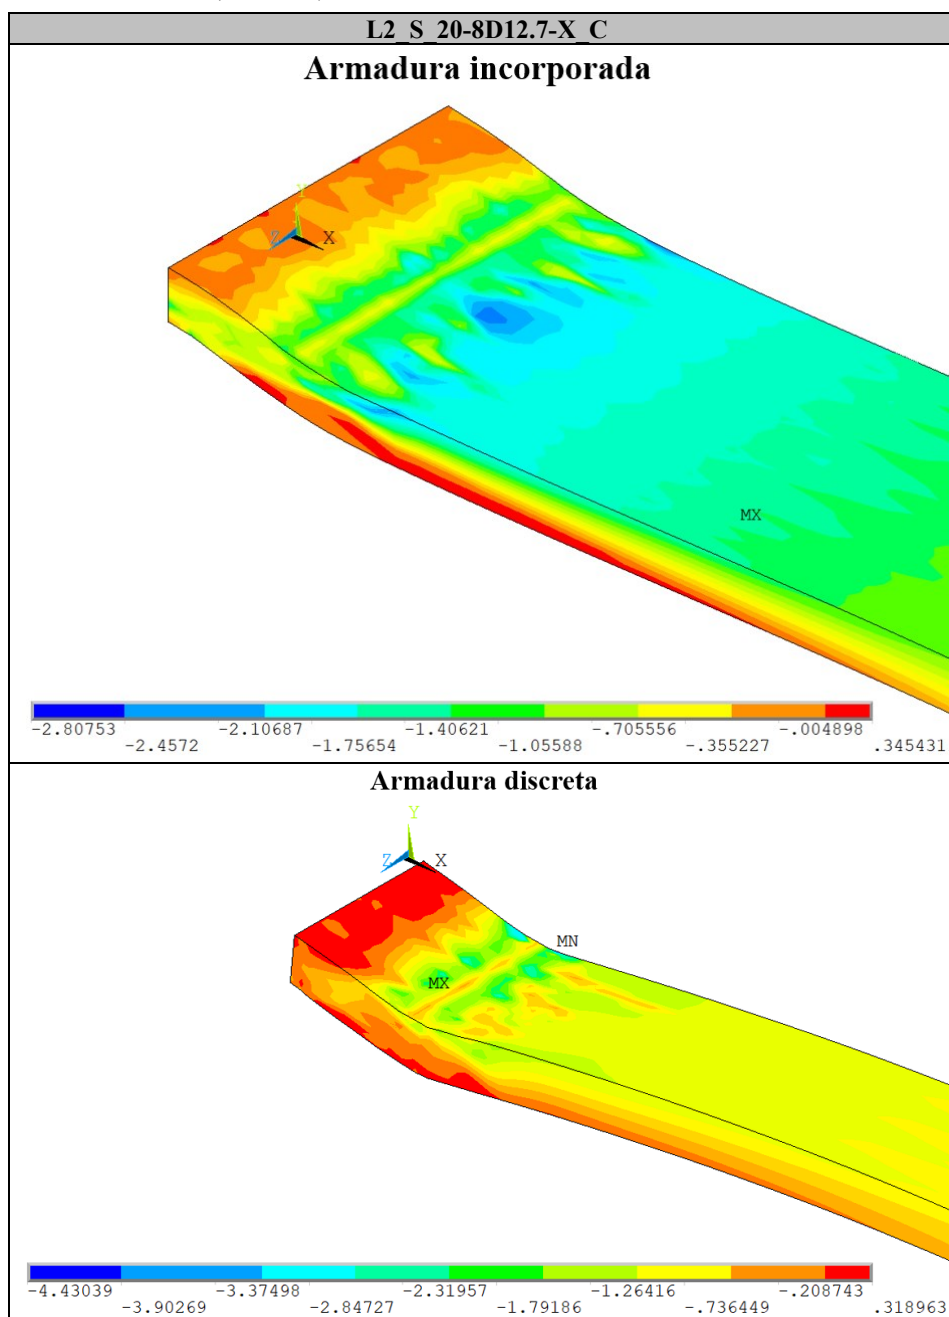 L2_S_20-8D12.7-X_C
Armadura incorporada
Y
Z X
MX
-2.80753 -2.10687 -1.40621 -.705556 -.004898
-2.4572 -1.75654 -1.05588 -.355227 .345431
Armadura discreta
Y
Z X
MN
MX
-4.43039 -3.37498 -2.31957 -1.26416 -.208743
-3.90269 -2.84727 -1.79186 -.736449 .318963